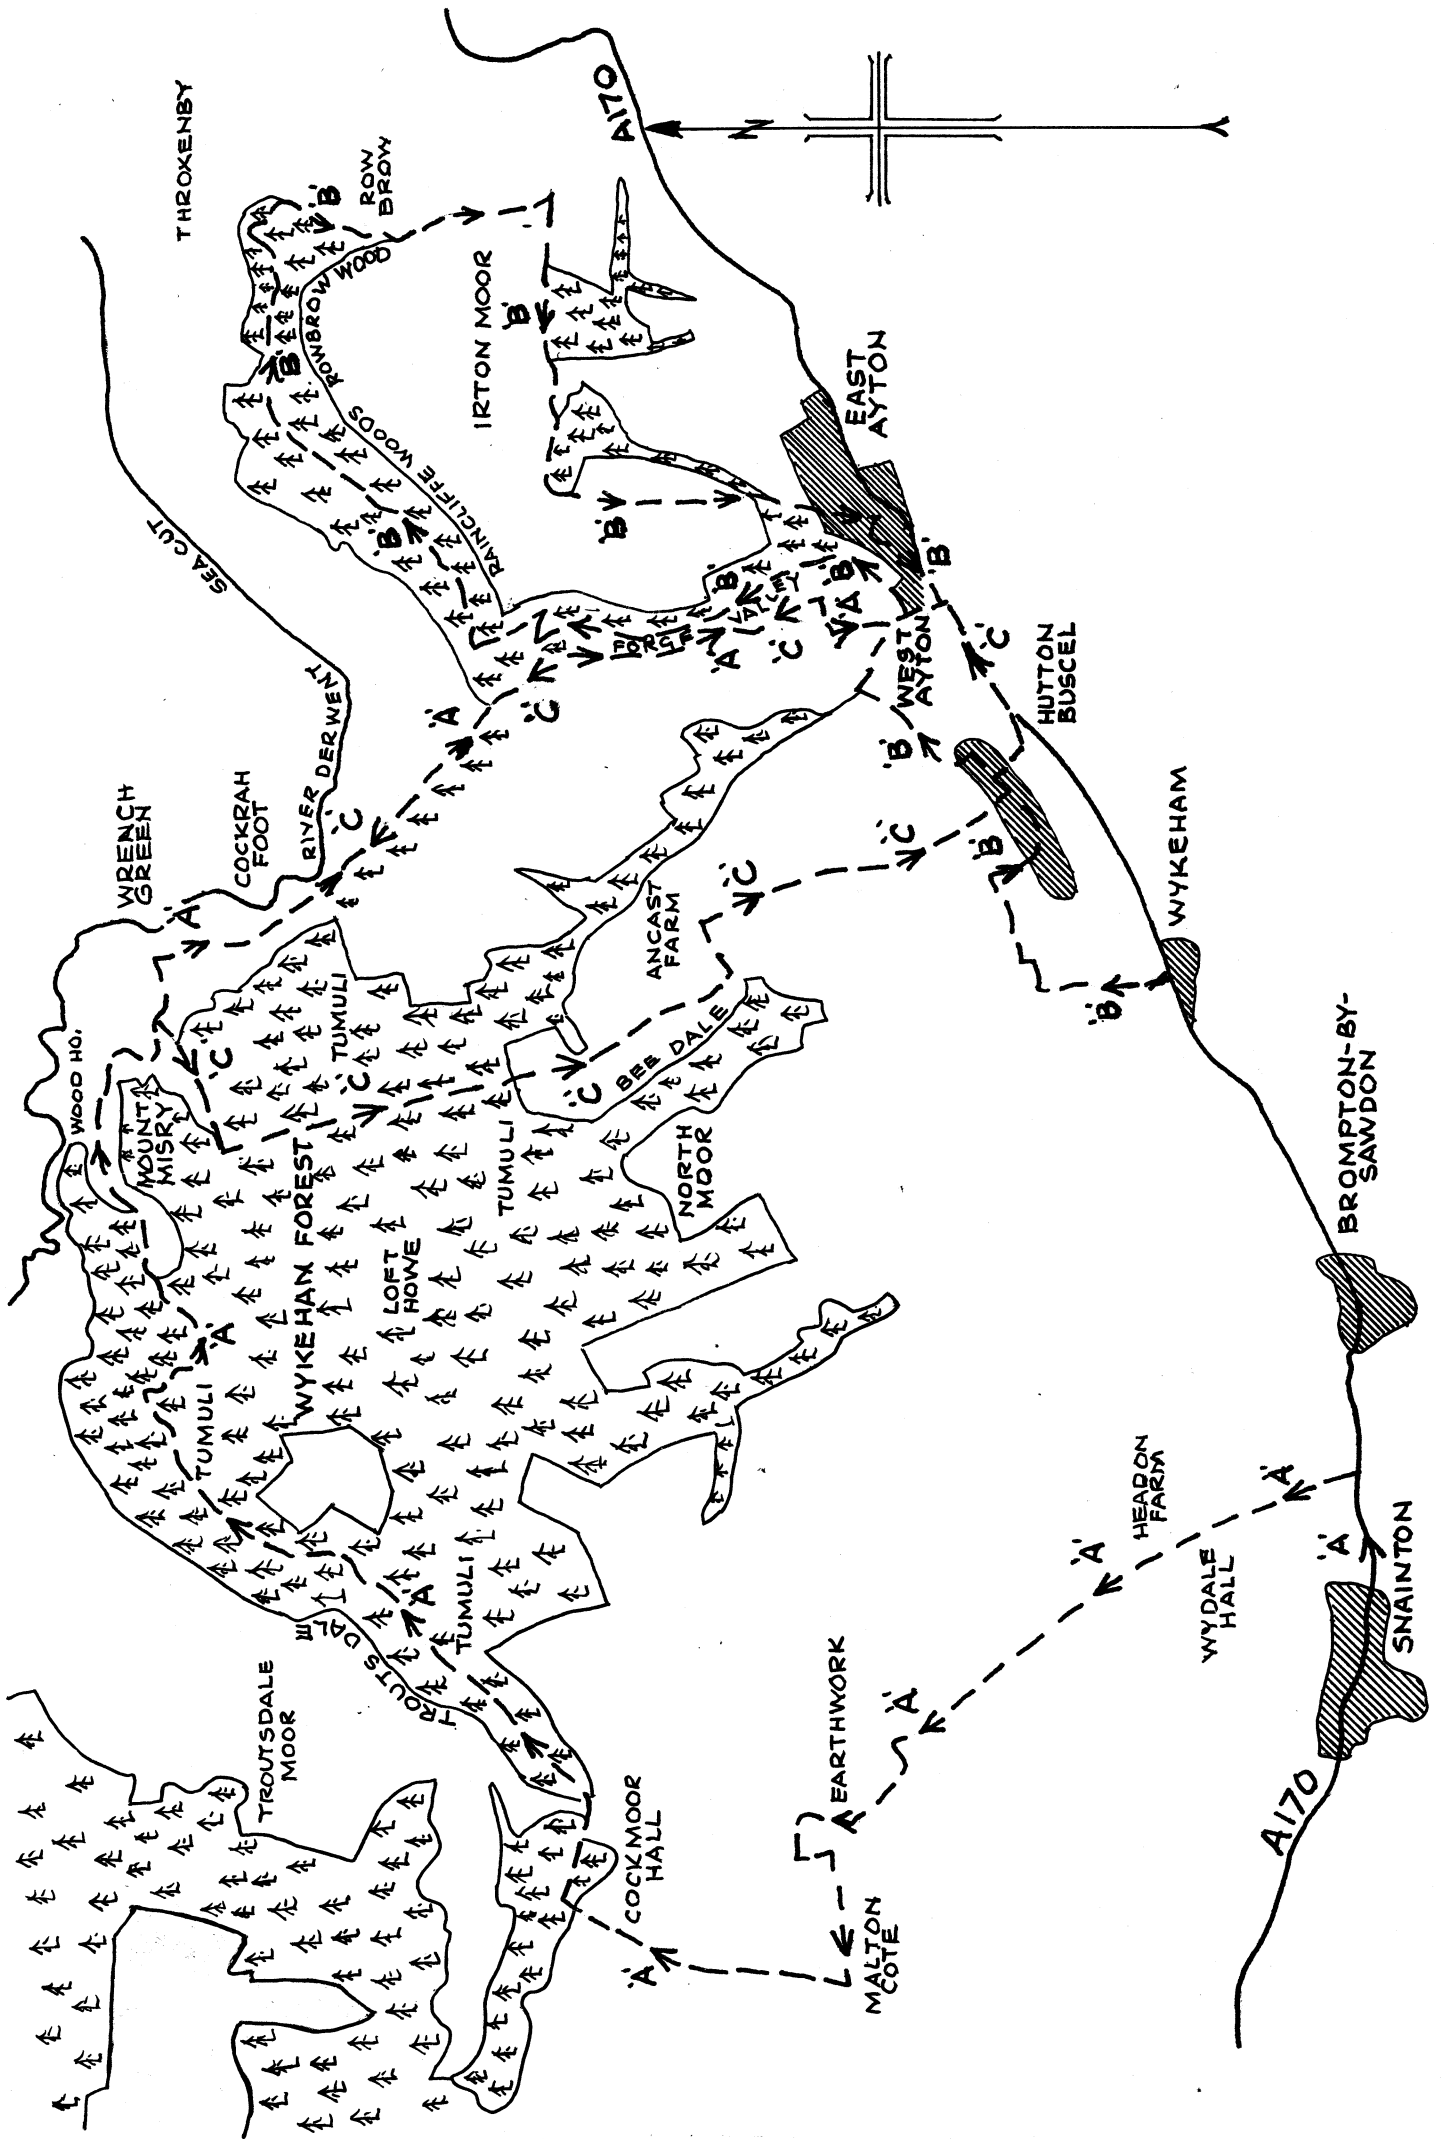 TROUTSDALE
MOOR
TROUTS DALE
COCKMOOR
HALL
'A'
MALTON
COTE
EARTHWORK
'A'
'A'
HEADON
FARM
WYDALE
HALL
'A'
'A'
SNAINTON
A170
BROMPTON-BY-
SAWDON
'A'
TUMULI
TUMULI
'A'
WYKEHAN FOREST
LOFT
HOWE
TUMULI
NORTH
MOOR
MOUNT
MISRY
WOOD HO.
'C'
TUMULI
'C'
'C'
BEE DALE
ANCAST
FARM
WRENCH
GREEN
'A'
COCKRAH
FOOT
RIVER DERWENT
SEA CUT
'C'
'A'
'C'
'C'
'C'
'B'
'B'
WYKEHAM
HUTTON
BUSCEL
'B'
'C'
WEST
AYTON
'B'
EAST
AYTON
FORGE
VALLEY
'A'
'C'
'B'
'A'
'B'
'B'
RAINCLIFFE WOODS
'B'
ROWBROW WOOD
'B'
THROXENBY
'B'
ROW
BROW
IRTON MOOR
'B'
A170
N